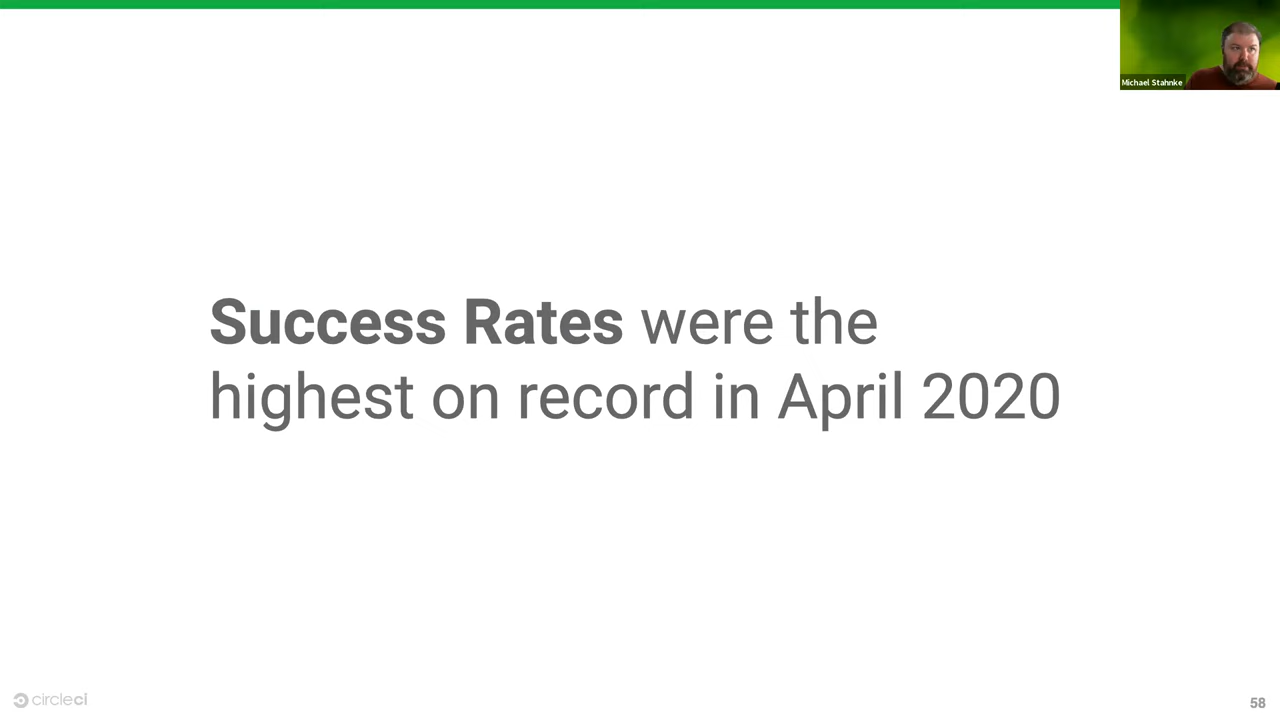 Michael Stahnke
Success Rates were the
highest on record in April 2020
circleci
58